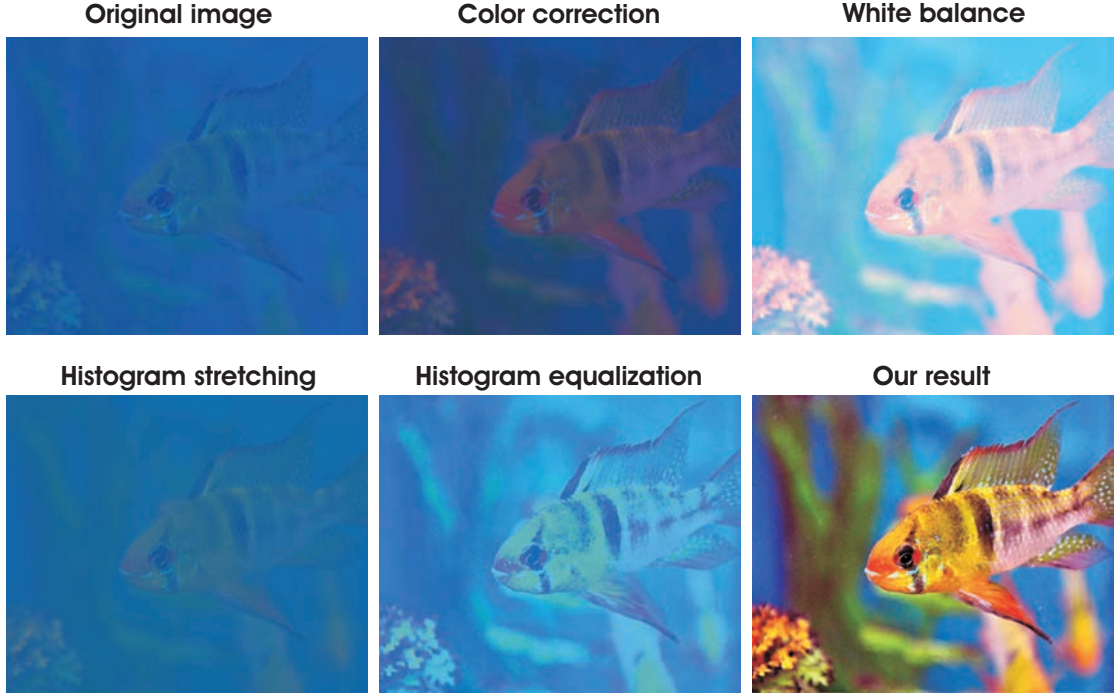 Original image
Color correction
White balance
Histogram stretching
Histogram equalization
Our result